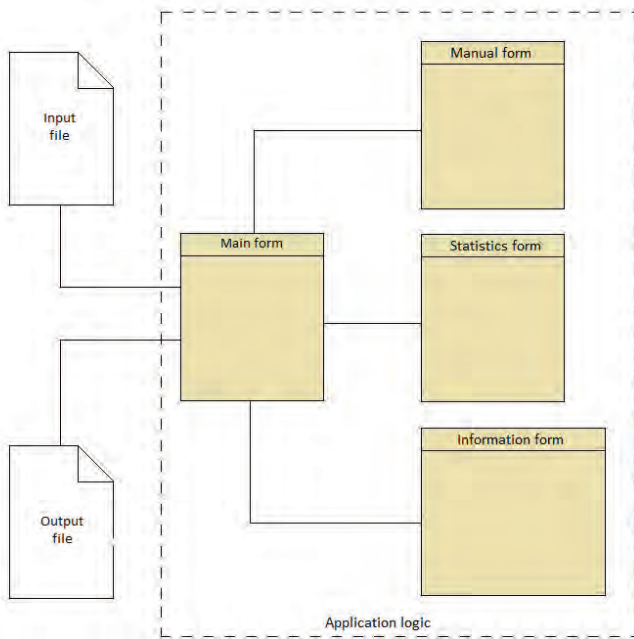 Manual form
Input
file
Main form
Statistics form
Information form
Output
file
Application logic